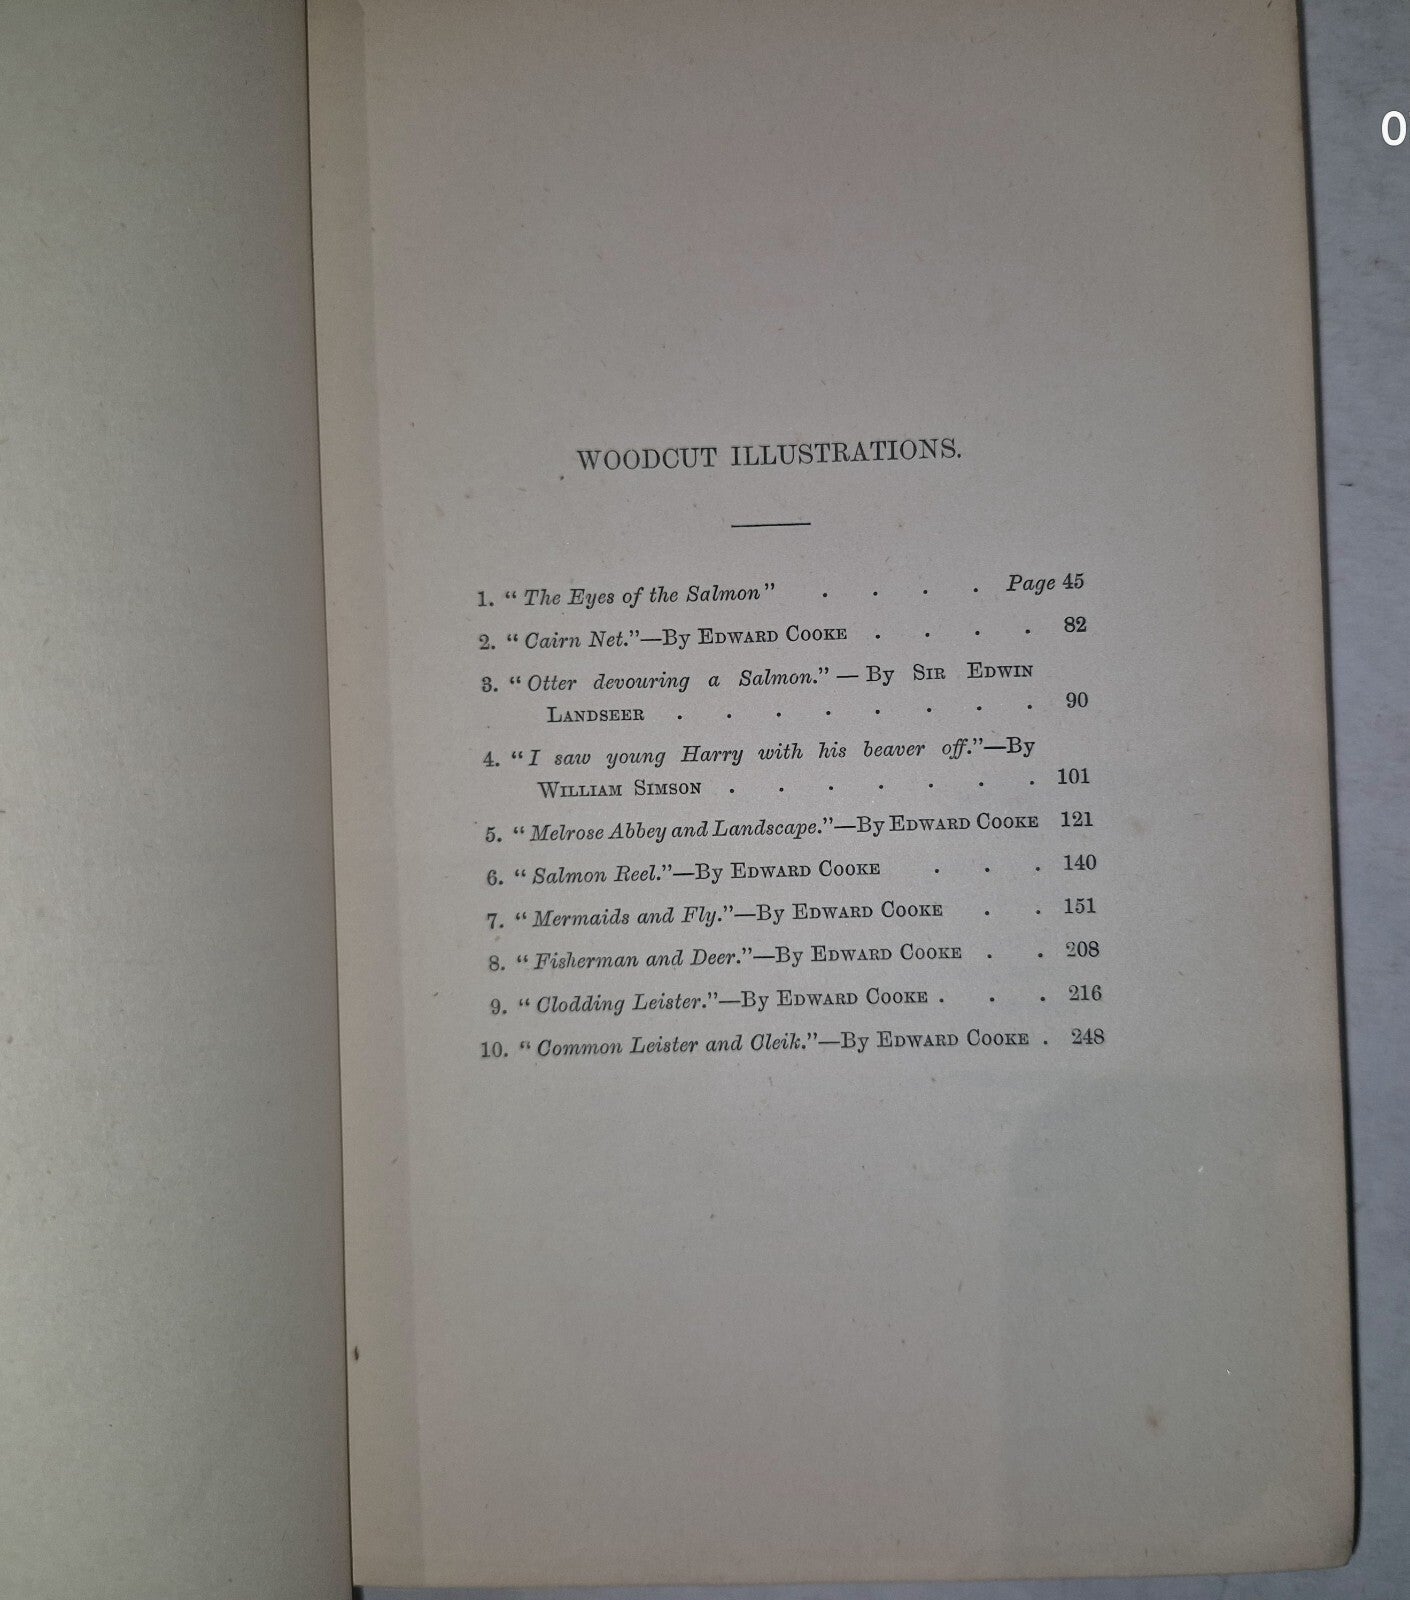 0
WOODCUT ILLUSTRATIONS.
1. “The Eyes of the Salmon” . . . . Page 45
2. “Cairn Net.”—By EDWARD COOKE . . . . 82
3. “Otter devouring a Salmon.” — By SIR EDWIN
LANDSEER . . . . . . . . 90
4. “I saw young Harry with his beaver off.”—By
WILLIAM SIMSON . . . . . . . 101
5. “Melrose Abbey and Landscape.”—By EDWARD COOKE 121
6. “Salmon Reel.”—By EDWARD COOKE . . . 140
7. “Mermaids and Fly.”—By EDWARD COOKE . . 151
8. “Fisherman and Deer.”—By EDWARD COOKE . . 208
9. “Clodding Leister.”—By EDWARD COOKE . . . 216
10. “Common Leister and Cleik.”—By EDWARD COOKE . 248